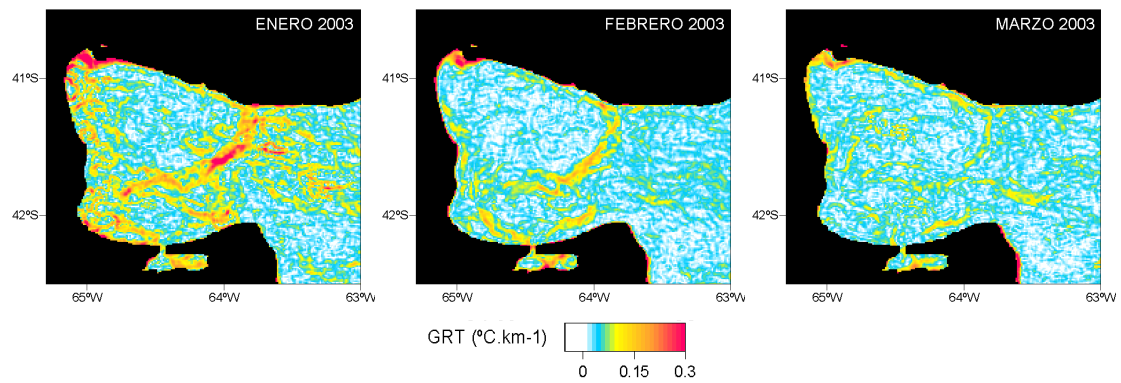 ENERO 2003
FEBRERO 2003
MARZO 2003
41ºS
42ºS
65ºW
64ºW
63ºW
41ºS
42ºS
65ºW
64ºW
63ºW
41ºS
42ºS
65ºW
64ºW
63ºW
GRT (ºC.km-1)
0
0.15
0.3